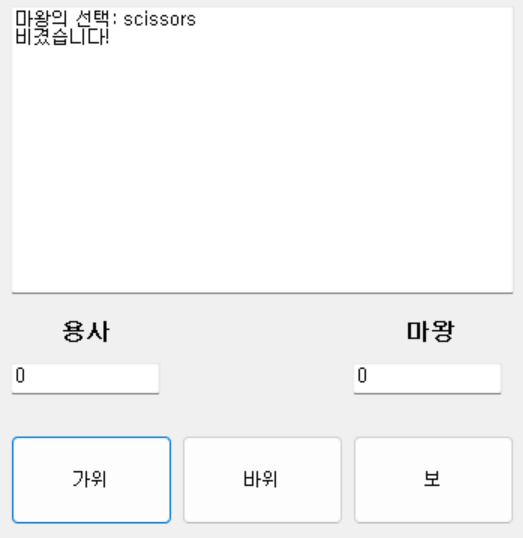 마왕의 선택: scissors
비겼습니다!
용사 마왕
0 0
가위 바위 보